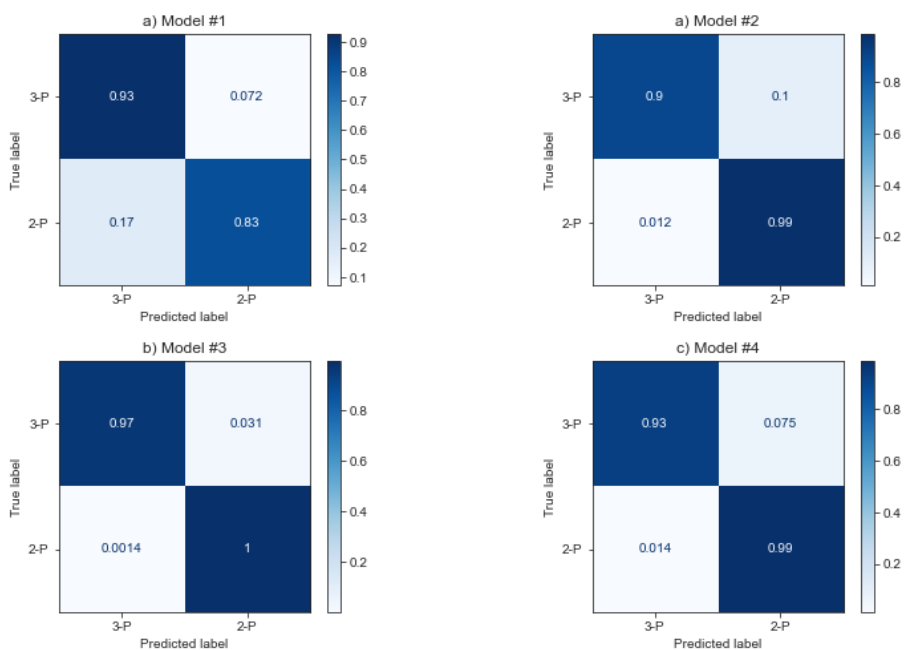 a) Model #1
3-P
0.93
0.072
2-P
0.17
0.83
3-P
2-P
True label
Predicted label
0.9
0.8
0.7
0.6
0.5
0.4
0.3
0.2
0.1
a) Model #2
3-P
0.9
0.1
2-P
0.012
0.99
3-P
2-P
True label
Predicted label
0.8
0.6
0.4
0.2
b) Model #3
3-P
0.97
0.031
2-P
0.0014
1
3-P
2-P
True label
Predicted label
0.8
0.6
0.4
0.2
c) Model #4
3-P
0.93
0.075
2-P
0.014
0.99
3-P
2-P
True label
Predicted label
0.8
0.6
0.4
0.2